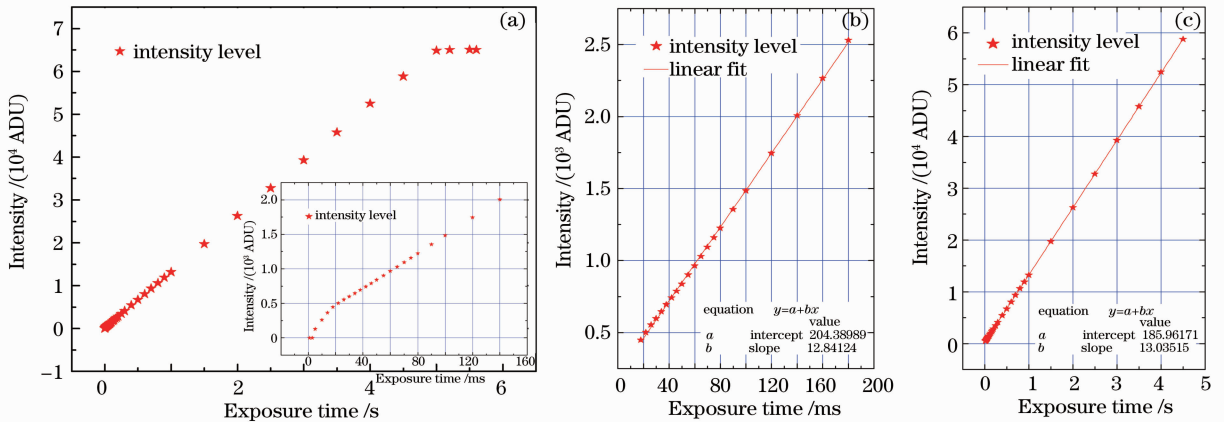 (a)
intensity level
Intensity /(10⁴ ADU)
7
6
5
4
3
2
1
0
−1
0 2 4 6
Exposure time /s
intensity level
Intensity /(10³ ADU)
2.0
1.5
1.0
0.5
0
0 40 80 120 160
Exposure time /ms
(b)
intensity level
linear fit
Intensity /(10³ ADU)
2.5
2.0
1.5
1.0
0.5
equation y=a+bx
value
a intercept 204.38989
b slope 12.84124
0 40 80 120 160 200
Exposure time /ms
(c)
intensity level
linear fit
Intensity /(10⁴ ADU)
6
5
4
3
2
1
0
equation y=a+bx
value
a intercept 185.96171
b slope 13.03515
0 1 2 3 4 5
Exposure time /s